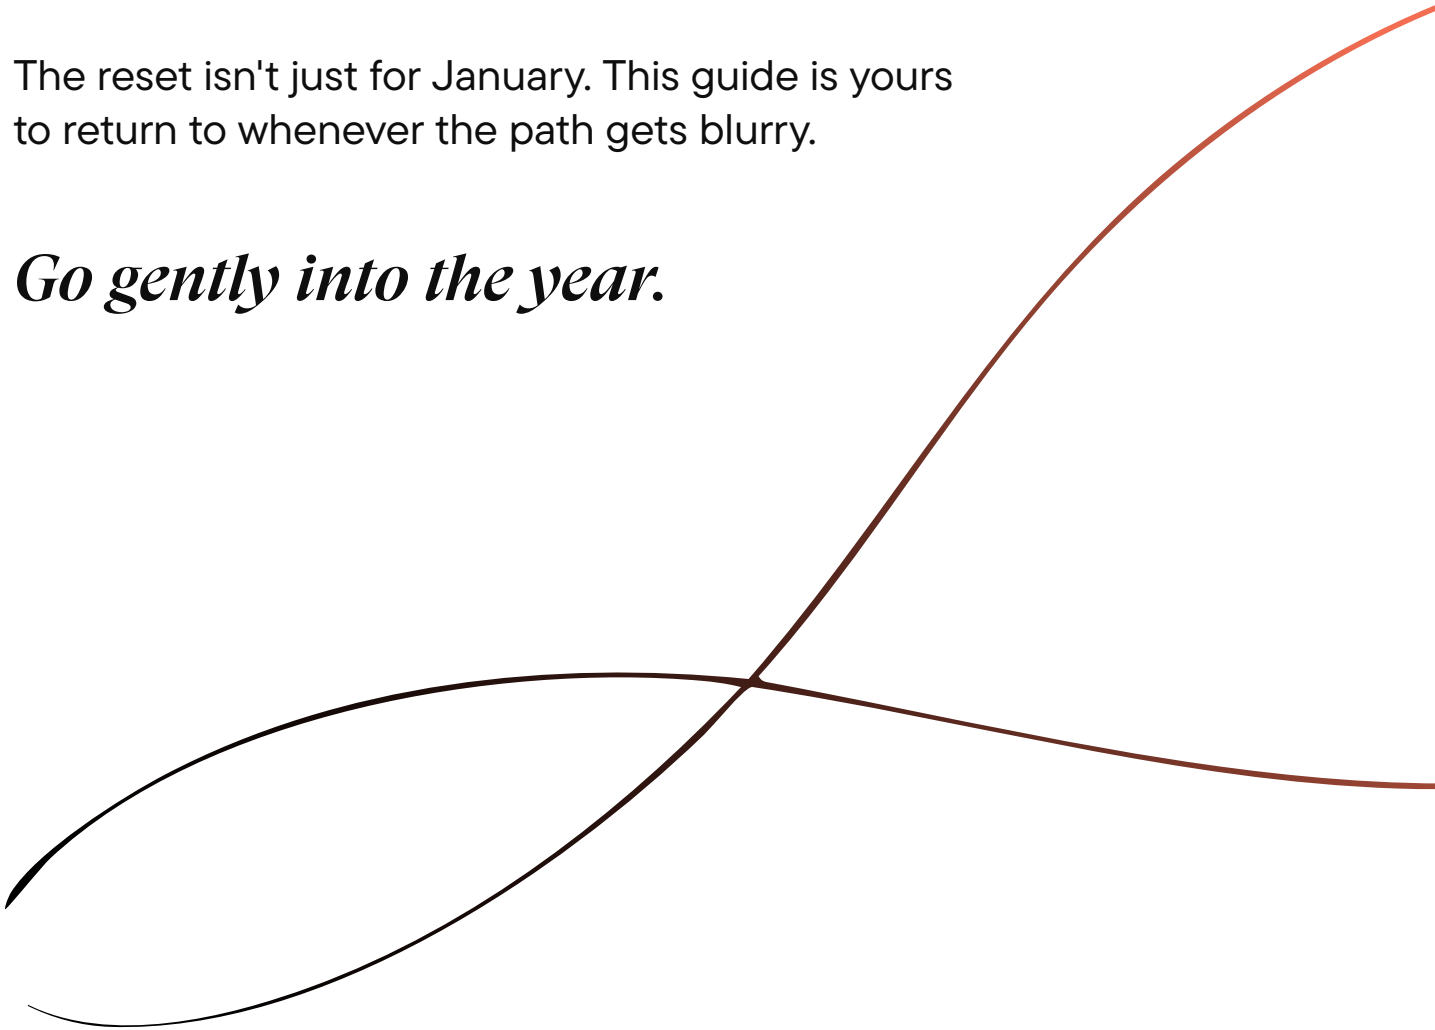 The reset isn't just for January. This guide is yours
to return to whenever the path gets blurry.
Go gently into the year.